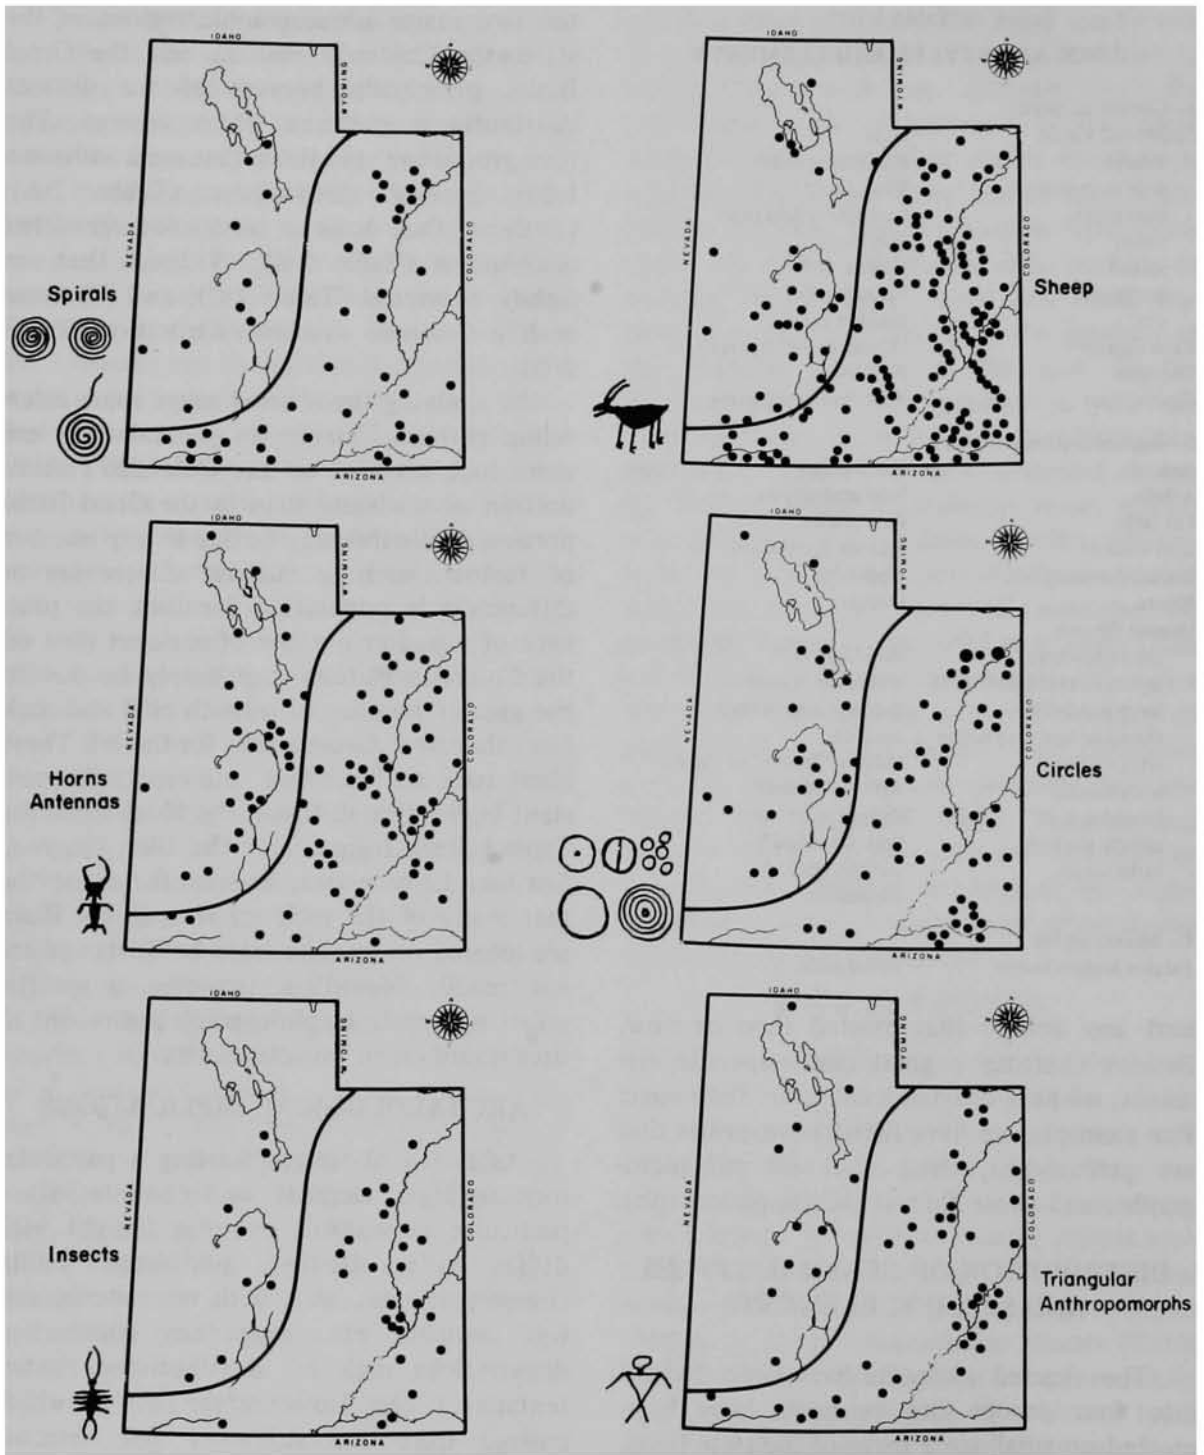 IDAHO
WYOMING
NEVADA
COLORADO
Spirals
ARIZONA
IDAHO
WYOMING
NEVADA
COLORADO
Sheep
ARIZONA
IDAHO
WYOMING
NEVADA
COLORADO
Horns
Antennas
ARIZONA
IDAHO
WYOMING
NEVADA
COLORADO
Circles
ARIZONA
IDAHO
WYOMING
NEVADA
COLORADO
Insects
ARIZONA
IDAHO
WYOMING
NEVADA
COLORADO
Triangular
Anthropomorphs
ARIZONA